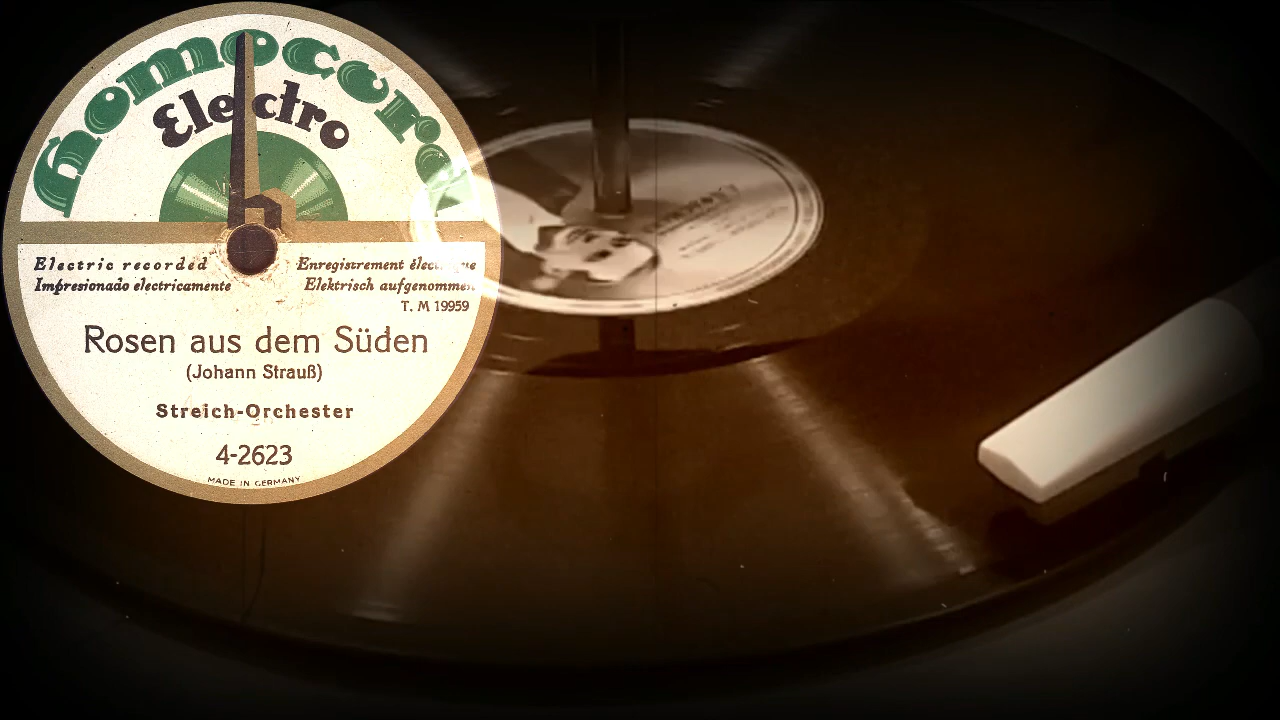 Homocord
Electro
Electric recorded Enregistrement électrique
Impresionado électricamente Elektrisch aufgenommen
T. M 19959
Rosen aus dem Süden
(Johann Strauß)
Streich-Orchester
4-2623
MADE IN GERMANY